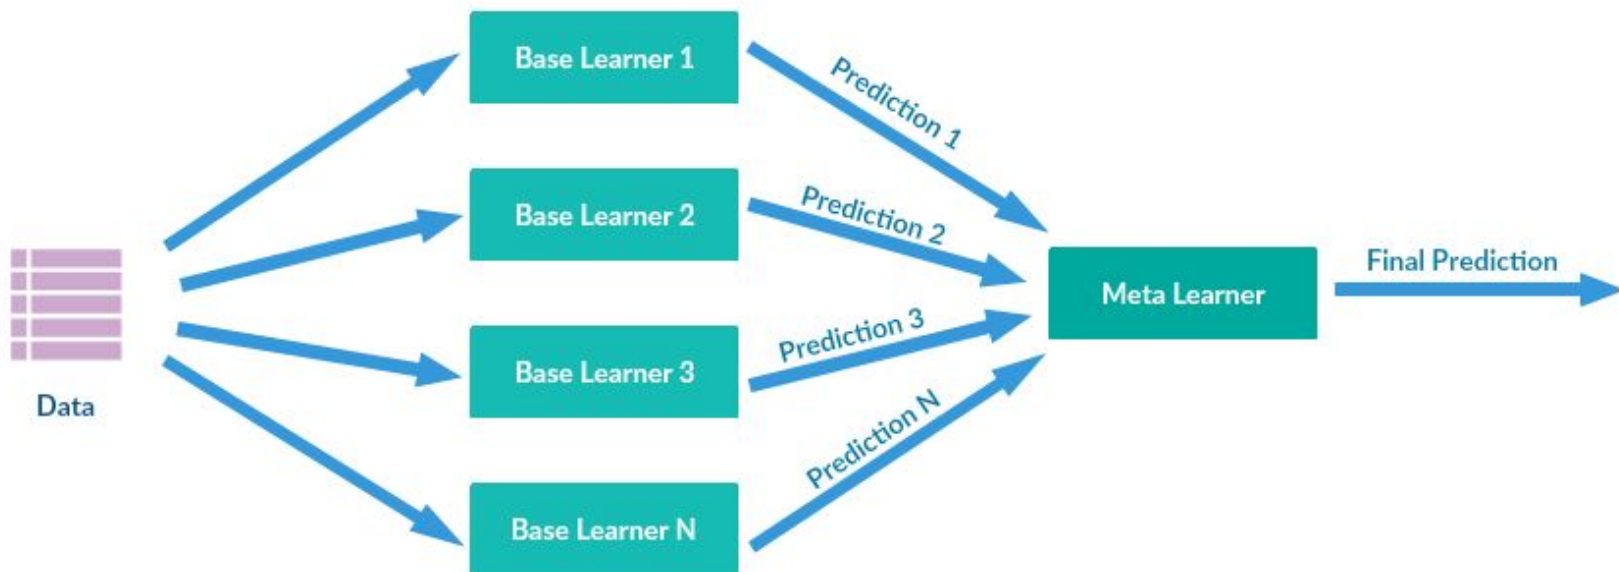 Data
Base Learner 1
Base Learner 2
Base Learner 3
Base Learner N
Prediction 1
Prediction 2
Prediction 3
Prediction N
Meta Learner
Final Prediction